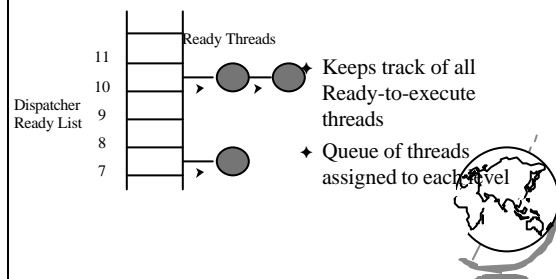 Ready Threads
11
10
9
8
7
Dispatcher
Ready List
✦ Keeps track of all
Ready-to-execute
threads
✦ Queue of threads
assigned to each level